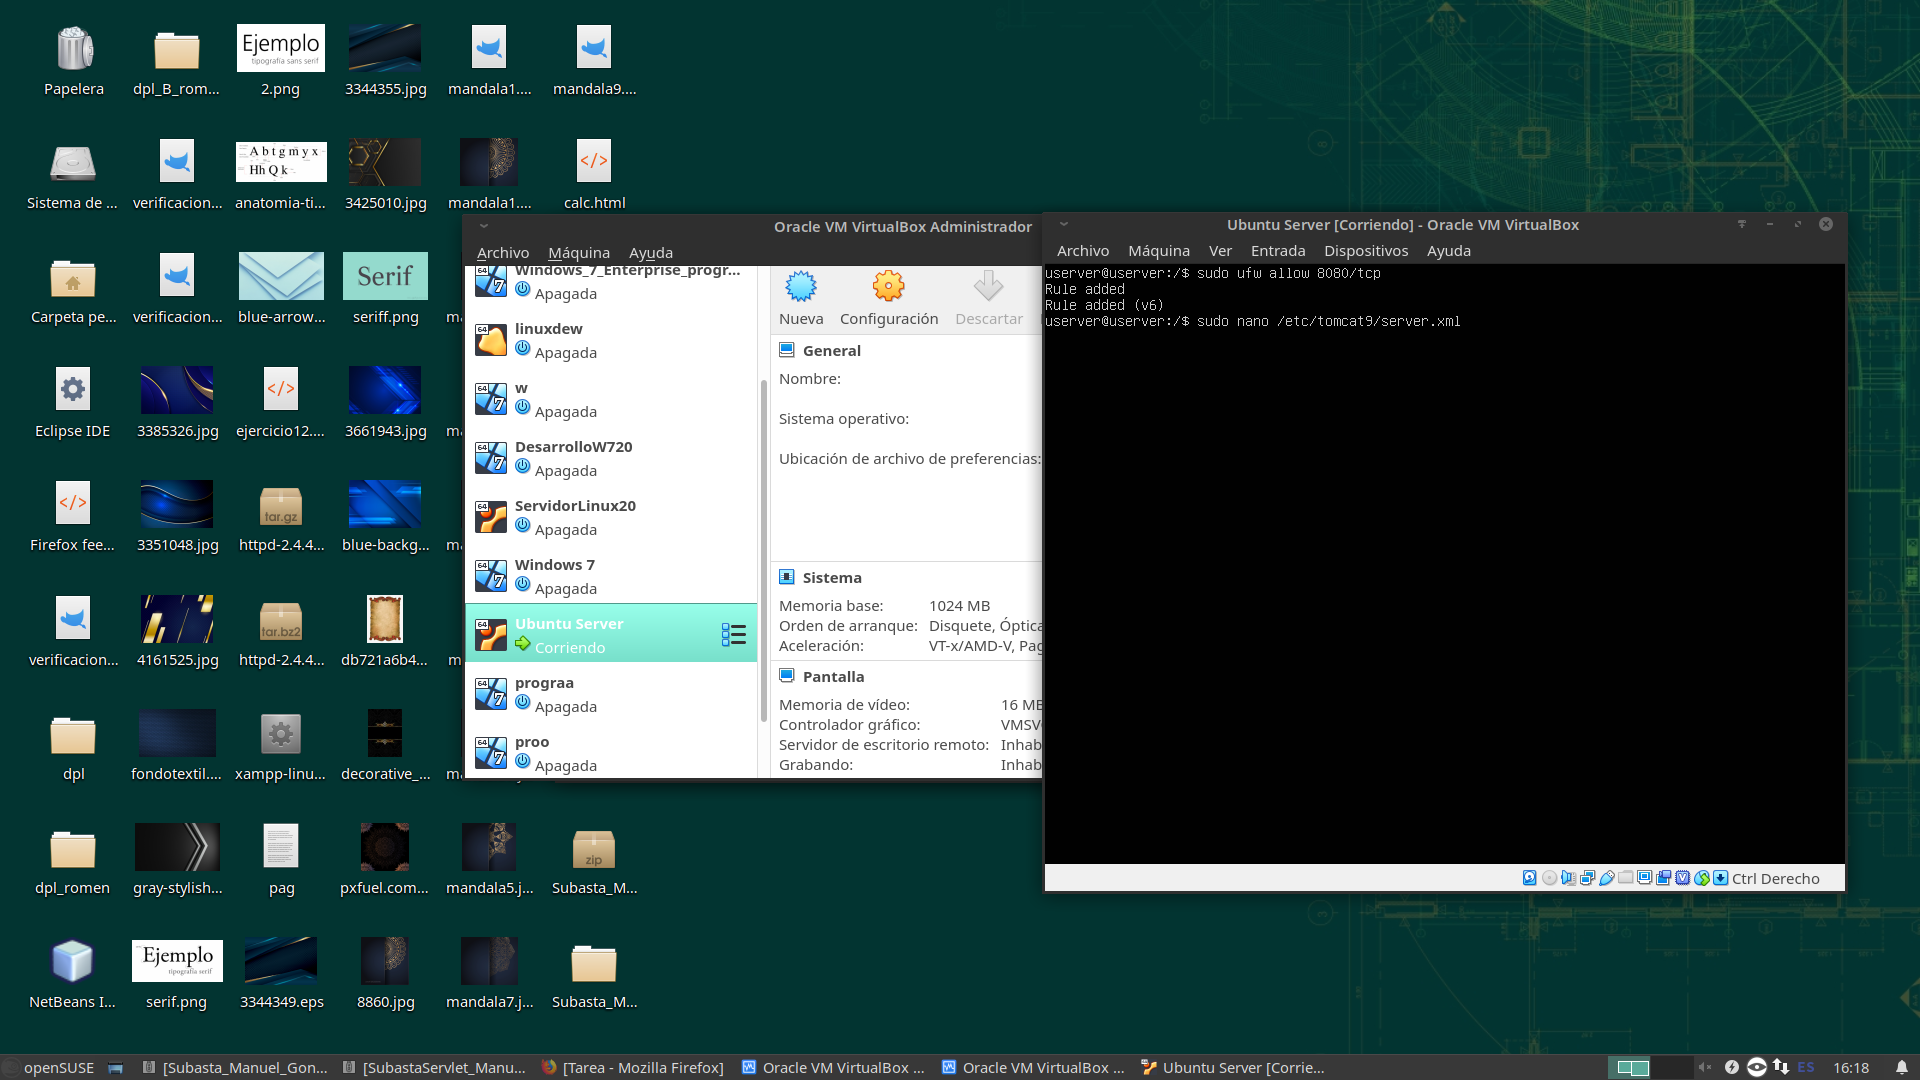 Papelera
dpl_B_rom...
Ejemplo
tipografía sans serif
2.png
3344355.jpg
mandala1....
mandala9....
Sistema de ...
verificacion...
A b t g m y x
Hh Q k
anatomia-ti...
3425010.jpg
mandala1....
calc.html
Carpeta pe...
verificacion...
blue-arrow...
Serif
seriff.png
Eclipse IDE
3385326.jpg
ejercicio12....
3661943.jpg
Firefox fee...
3351048.jpg
tar.gz
httpd-2.4.4...
blue-backg...
verificacion...
4161525.jpg
tar.bz2
httpd-2.4.4...
db721a6b4...
dpl
fondotextil....
xampp-linu...
decorative_...
dpl_romen
gray-stylish...
pag
pxfuel.com...
mandala5.j...
zip
Subasta_M...
NetBeans I...
Ejemplo
tipografía serif
serif.png
3344349.eps
8860.jpg
mandala7.j...
Subasta_M...
Oracle VM VirtualBox Administrador
Archivo Máquina Ayuda
Windows_7_Enterprise_progr...
Apagada
linuxdew
Apagada
w
Apagada
DesarrolloW720
Apagada
ServidorLinux20
Apagada
Windows 7
Apagada
Ubuntu Server
Corriendo
prograa
Apagada
proo
Apagada
Nueva Configuración Descartar
General
Nombre:
Sistema operativo:
Ubicación de archivo de preferencias:
Sistema
Memoria base: 1024 MB
Orden de arranque: Disquete, Óptica
Aceleración: VT-x/AMD-V, Pag
Pantalla
Memoria de vídeo: 16 MB
Controlador gráfico: VMSV
Servidor de escritorio remoto: Inhab
Grabando: Inhab
Ubuntu Server [Corriendo] - Oracle VM VirtualBox
Archivo Máquina Ver Entrada Dispositivos Ayuda
userver@userver:/$ sudo ufw allow 8080/tcp
Rule added
Rule added (v6)
userver@userver:/$ sudo nano /etc/tomcat9/server.xml
Ctrl Derecho
openSUSE [Subasta_Manuel_Gon... [SubastaServlet_Manu... [Tarea - Mozilla Firefox] Oracle VM VirtualBox ... Oracle VM VirtualBox ... Ubuntu Server [Corrie... ES 16:18